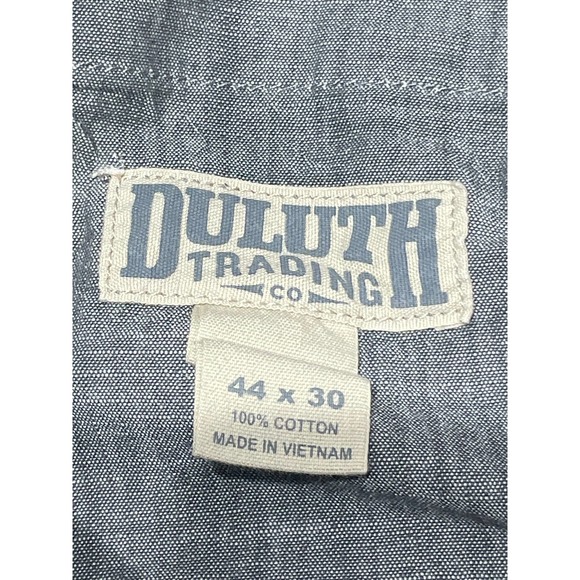 DULUTH
TRADING
CO
44 x 30
100% COTTON
MADE IN VIETNAM